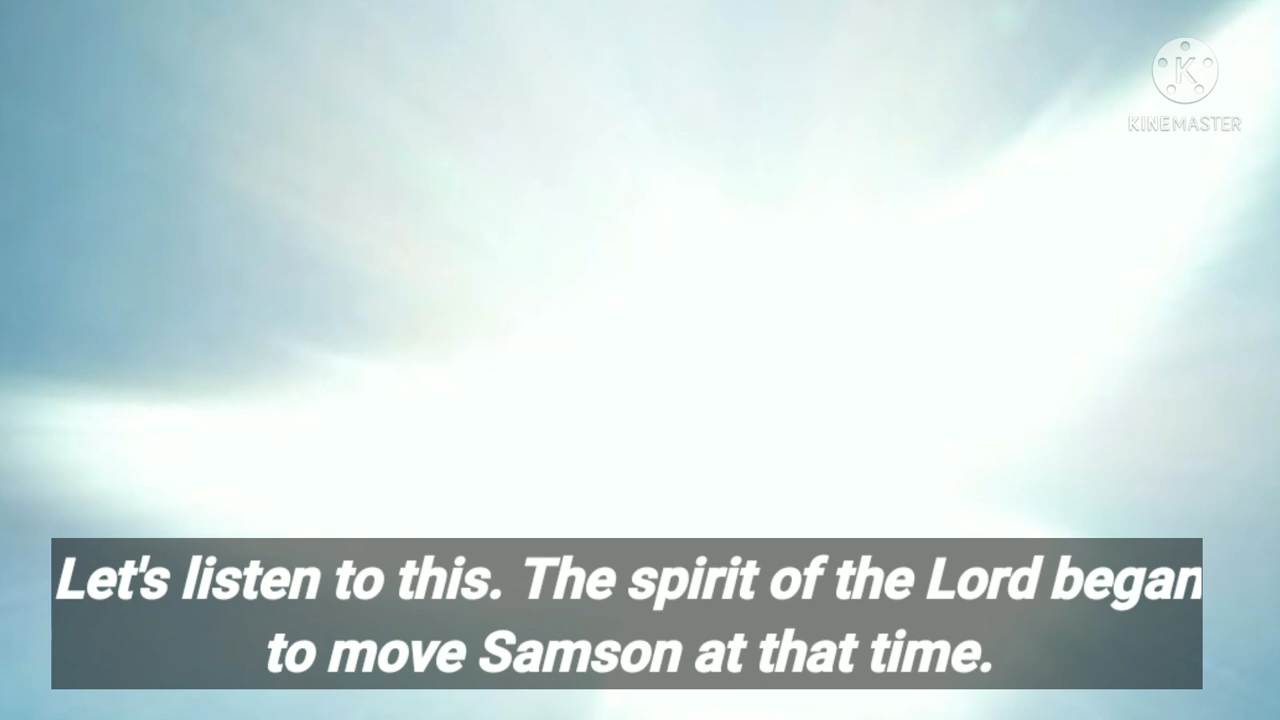 K
KINEMASTER
Let's listen to this. The spirit of the Lord began
to move Samson at that time.